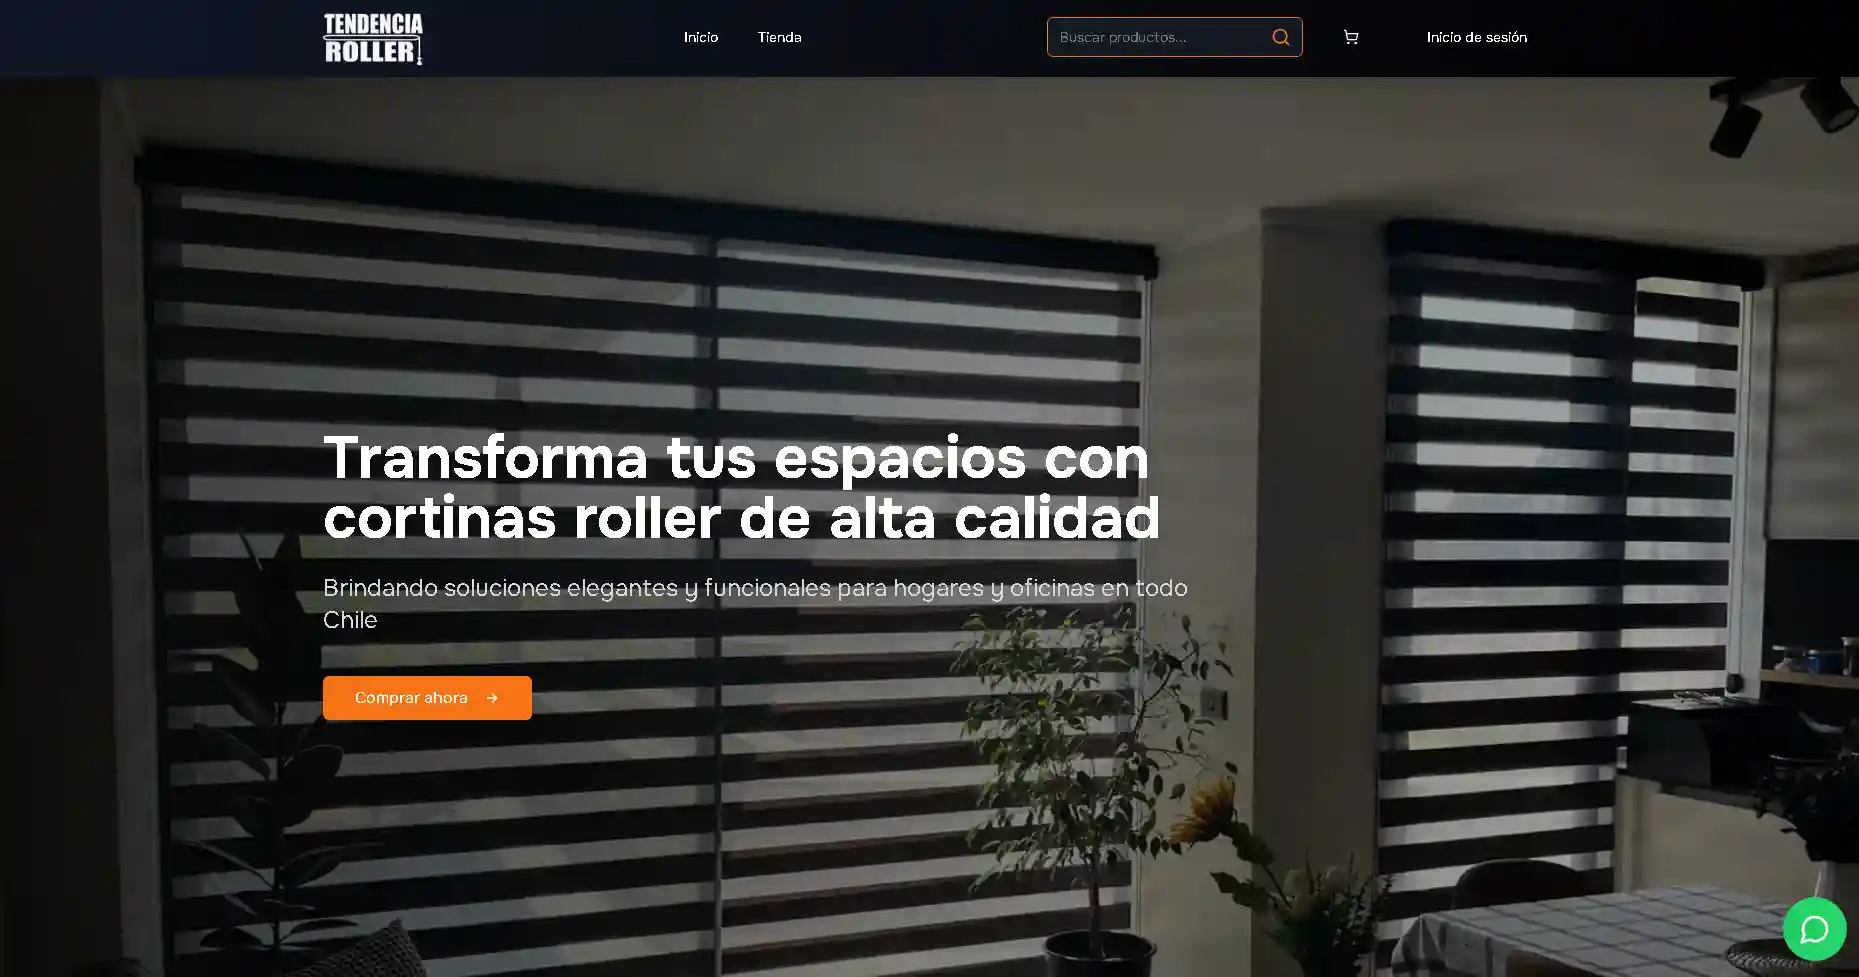 TENDENCIA
ROLLER
Inicio
Tienda
Buscar productos...
Inicio de sesión
Transforma tus espacios con
cortinas roller de alta calidad
Brindando soluciones elegantes y funcionales para hogares y oficinas en todo
Chile
Comprar ahora →